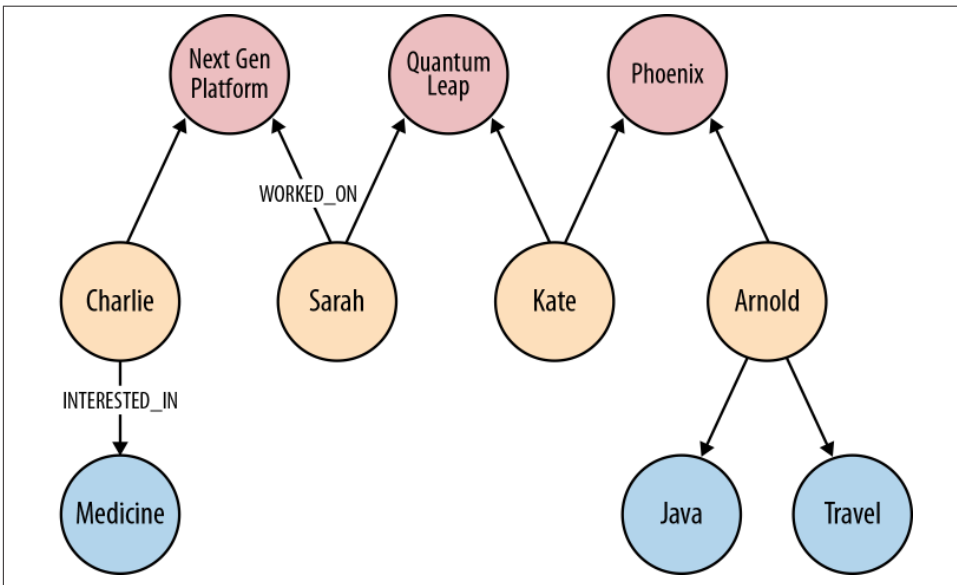 Next Gen
Platform
Quantum
Leap
Phoenix
WORKED_ON
Charlie
Sarah
Kate
Arnold
INTERESTED_IN
Medicine
Java
Travel